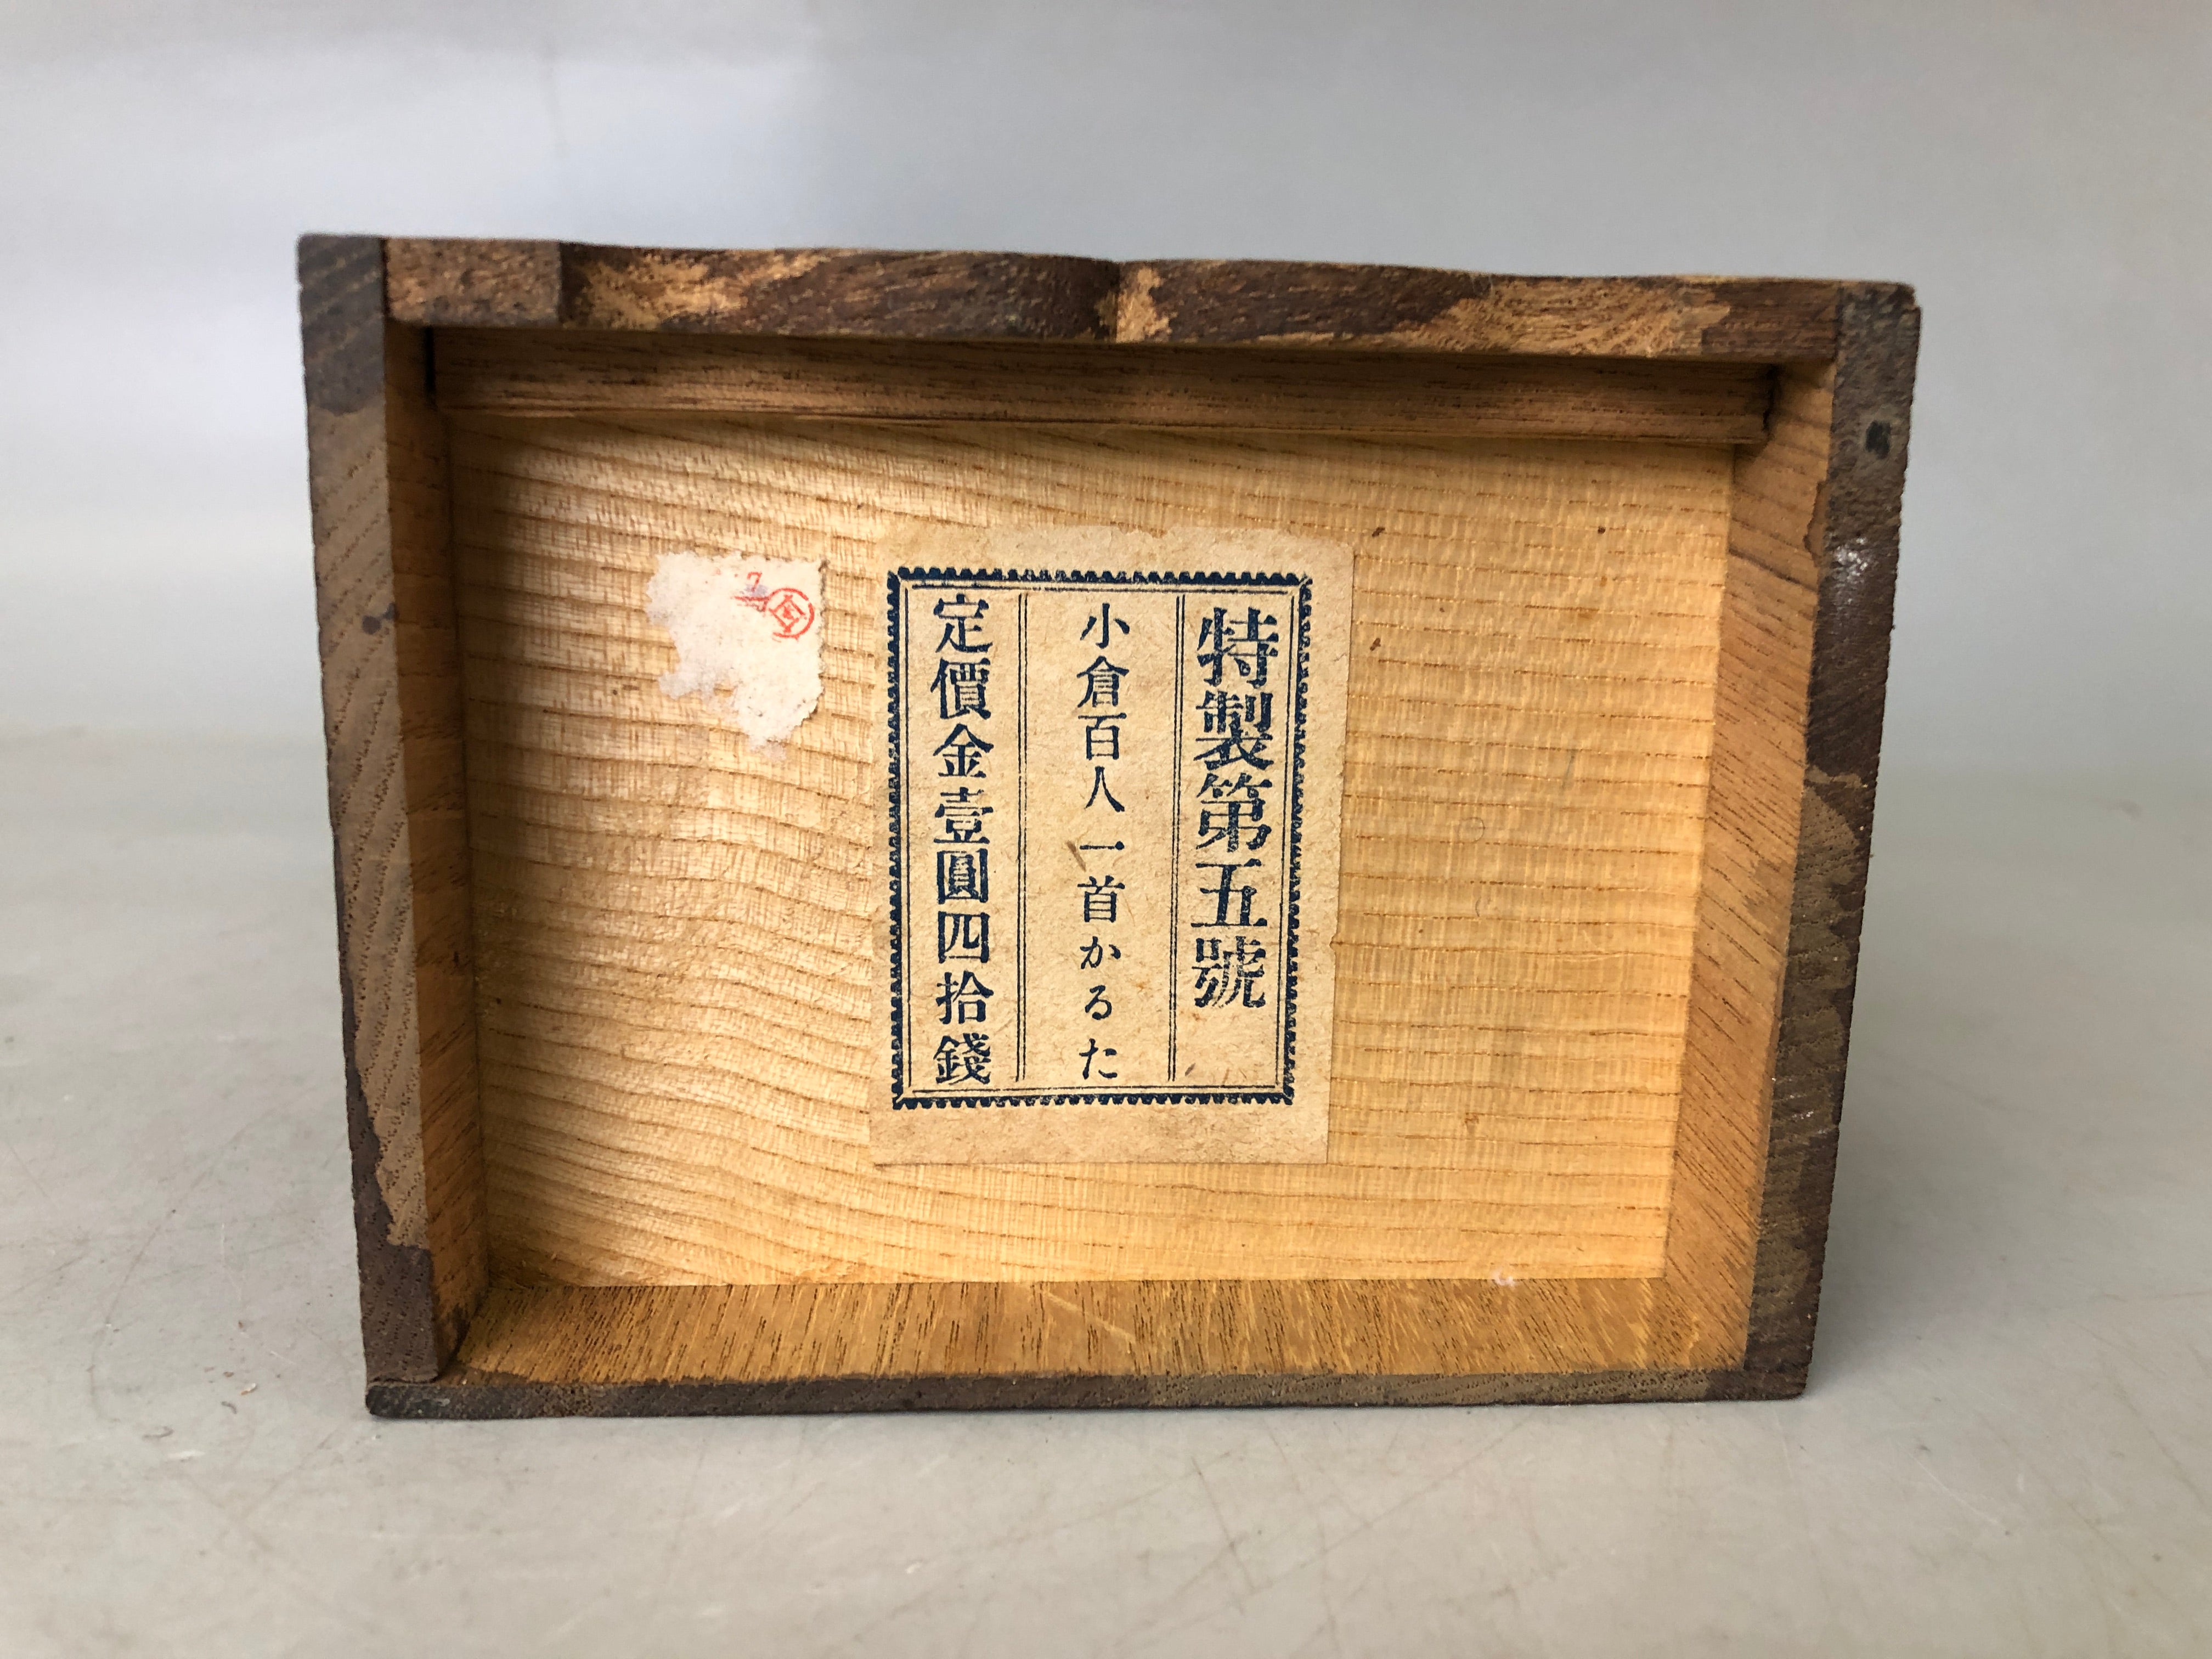 特製第五號
小倉百人一首かるた
定價金壹圓四拾錢